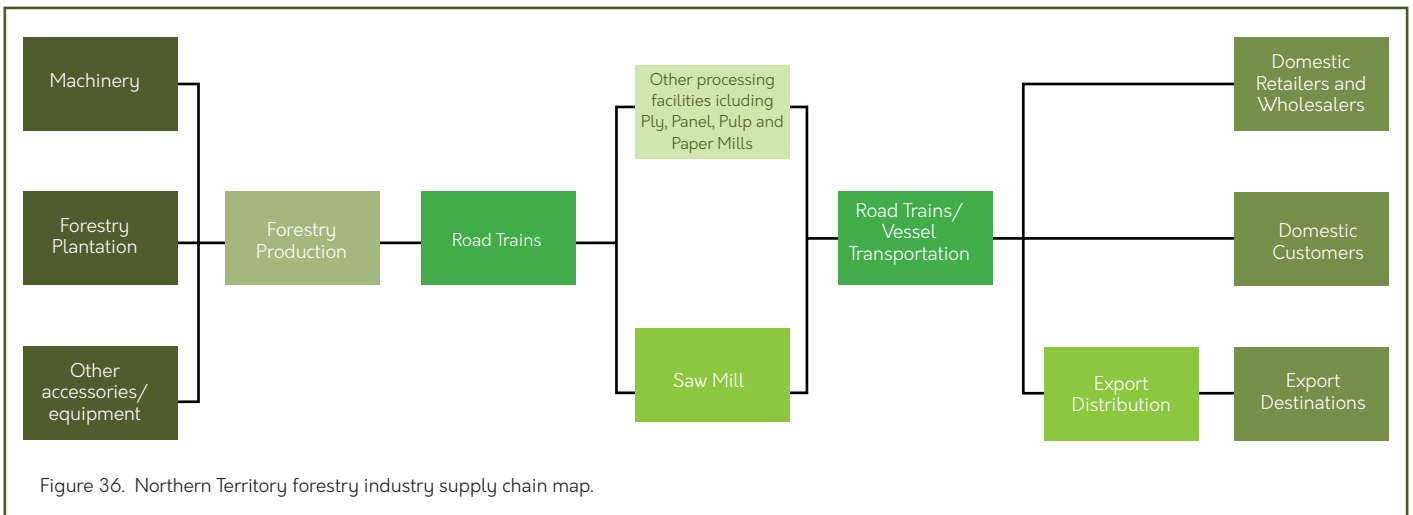 Machinery
Forestry
Plantation
Other
accessories/
equipment
Forestry
Production
Road Trains
Other processing
facilities icluding
Ply, Panel, Pulp and
Paper Mills
Saw Mill
Road Trains/
Vessel
Transportation
Domestic
Retailers and
Wholesalers
Domestic
Customers
Export
Distribution
Export
Destinations
Figure 36. Northern Territory forestry industry supply chain map.